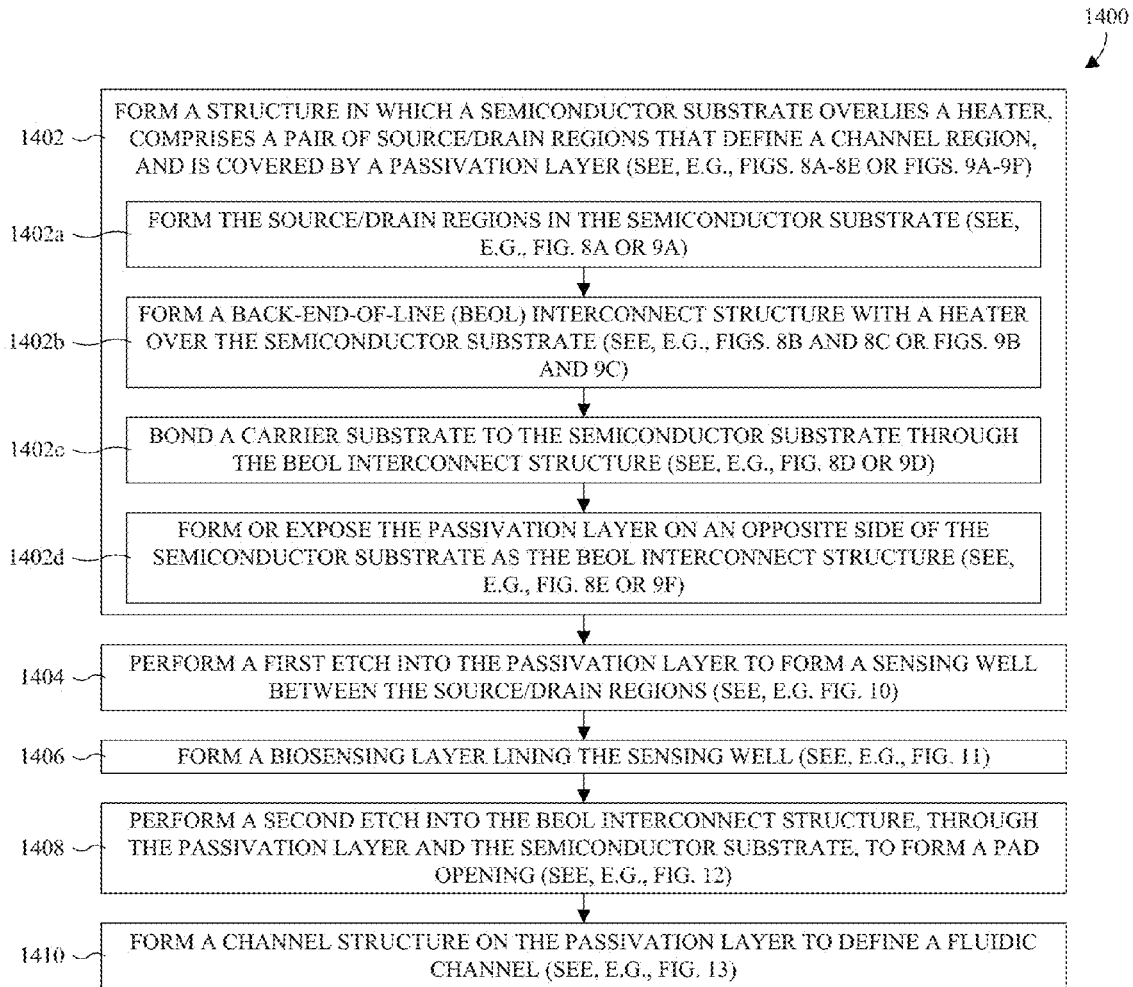 1400
1402
FORM A STRUCTURE IN WHICH A SEMICONDUCTOR SUBSTRATE OVERLIES A HEATER,
COMPRISES A PAIR OF SOURCE/DRAIN REGIONS THAT DEFINE A CHANNEL REGION,
AND IS COVERED BY A PASSIVATION LAYER (SEE, E.G., FIGS. 8A-8E OR FIGS. 9A-9F)
1402a
FORM THE SOURCE/DRAIN REGIONS IN THE SEMICONDUCTOR SUBSTRATE (SEE,
E.G., FIG. 8A OR 9A)
1402b
FORM A BACK-END-OF-LINE (BEOL) INTERCONNECT STRUCTURE WITH A HEATER
OVER THE SEMICONDUCTOR SUBSTRATE (SEE, E.G., FIGS. 8B AND 8C OR FIGS. 9B
AND 9C)
1402c
BOND A CARRIER SUBSTRATE TO THE SEMICONDUCTOR SUBSTRATE THROUGH
THE BEOL INTERCONNECT STRUCTURE (SEE, E.G., FIG. 8D OR 9D)
1402d
FORM OR EXPOSE THE PASSIVATION LAYER ON AN OPPOSITE SIDE OF THE
SEMICONDUCTOR SUBSTRATE AS THE BEOL INTERCONNECT STRUCTURE (SEE,
E.G., FIG. 8E OR 9F)
1404
PERFORM A FIRST ETCH INTO THE PASSIVATION LAYER TO FORM A SENSING WELL
BETWEEN THE SOURCE/DRAIN REGIONS (SEE, E.G. FIG. 10)
1406
FORM A BIOSENSING LAYER LINING THE SENSING WELL (SEE, E.G., FIG. 11)
1408
PERFORM A SECOND ETCH INTO THE BEOL INTERCONNECT STRUCTURE, THROUGH
THE PASSIVATION LAYER AND THE SEMICONDUCTOR SUBSTRATE, TO FORM A PAD
OPENING (SEE, E.G., FIG. 12)
1410
FORM A CHANNEL STRUCTURE ON THE PASSIVATION LAYER TO DEFINE A FLUIDIC
CHANNEL (SEE, E.G., FIG. 13)